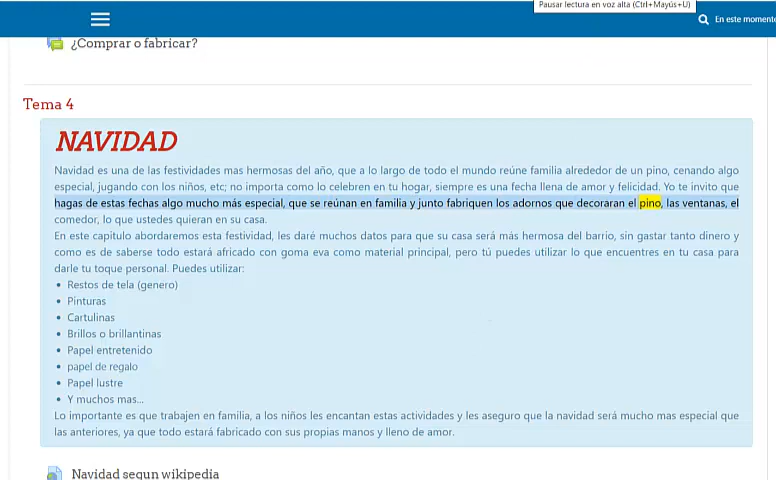 Pausar lectura en voz alta (Ctrl+Mayús+U)
En este momento
¿Comprar o fabricar?
Tema 4
NAVIDAD
Navidad es una de las festividades mas hermosas del año, que a lo largo de todo el mundo reúne familia alrededor de un pino, cenando algo
especial, jugando con los niños, etc; no importa como lo celebren en tu hogar, siempre es una fecha llena de amor y felicidad. Yo te invito que
hagas de estas fechas algo mucho más especial, que se reúnan en familia y junto fabriquen los adornos que decoraran el pino, las ventanas, el
comedor, lo que ustedes quieran en su casa.
En este capitulo abordaremos esta festividad, les daré muchos datos para que su casa será más hermosa del barrio, sin gastar tanto dinero y
como es de saberse todo estará africado con goma eva como material principal, pero tú puedes utilizar lo que encuentres en tu casa para
darle tu toque personal. Puedes utilizar:
• Restos de tela (genero)
• Pinturas
• Cartulinas
• Brillos o brillantinas
• Papel entretenido
• papel de regalo
• Papel lustre
• Y muchos mas...
Lo importante es que trabajen en familia, a los niños les encantan estas actividades y les aseguro que la navidad será mucho mas especial que
las anteriores, ya que todo estará fabricado con sus propias manos y lleno de amor.
Navidad segun wikipedia